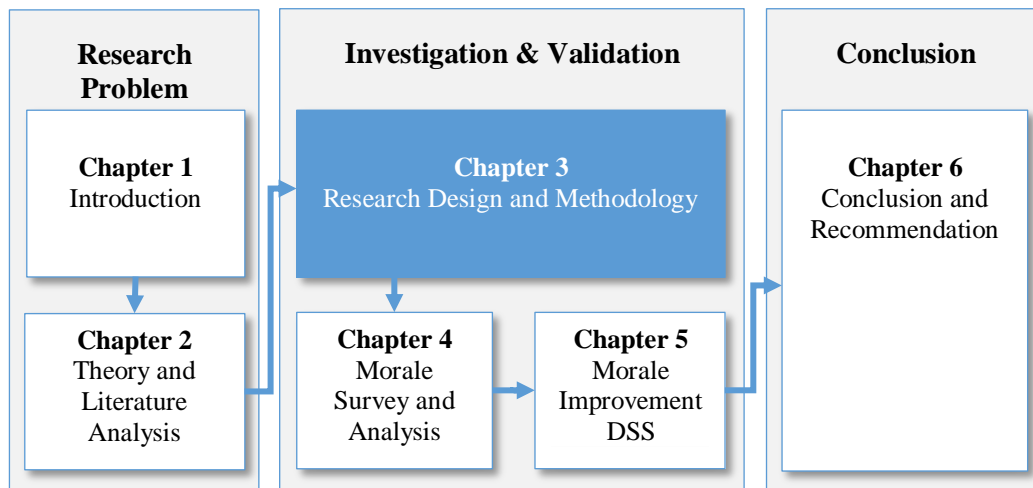 Research
Problem
Chapter 1
Introduction
Chapter 2
Theory and
Literature
Analysis
Investigation & Validation
Chapter 3
Research Design and Methodology
Chapter 4
Morale
Survey and
Analysis
Chapter 5
Morale
Improvement
DSS
Conclusion
Chapter 6
Conclusion and
Recommendation